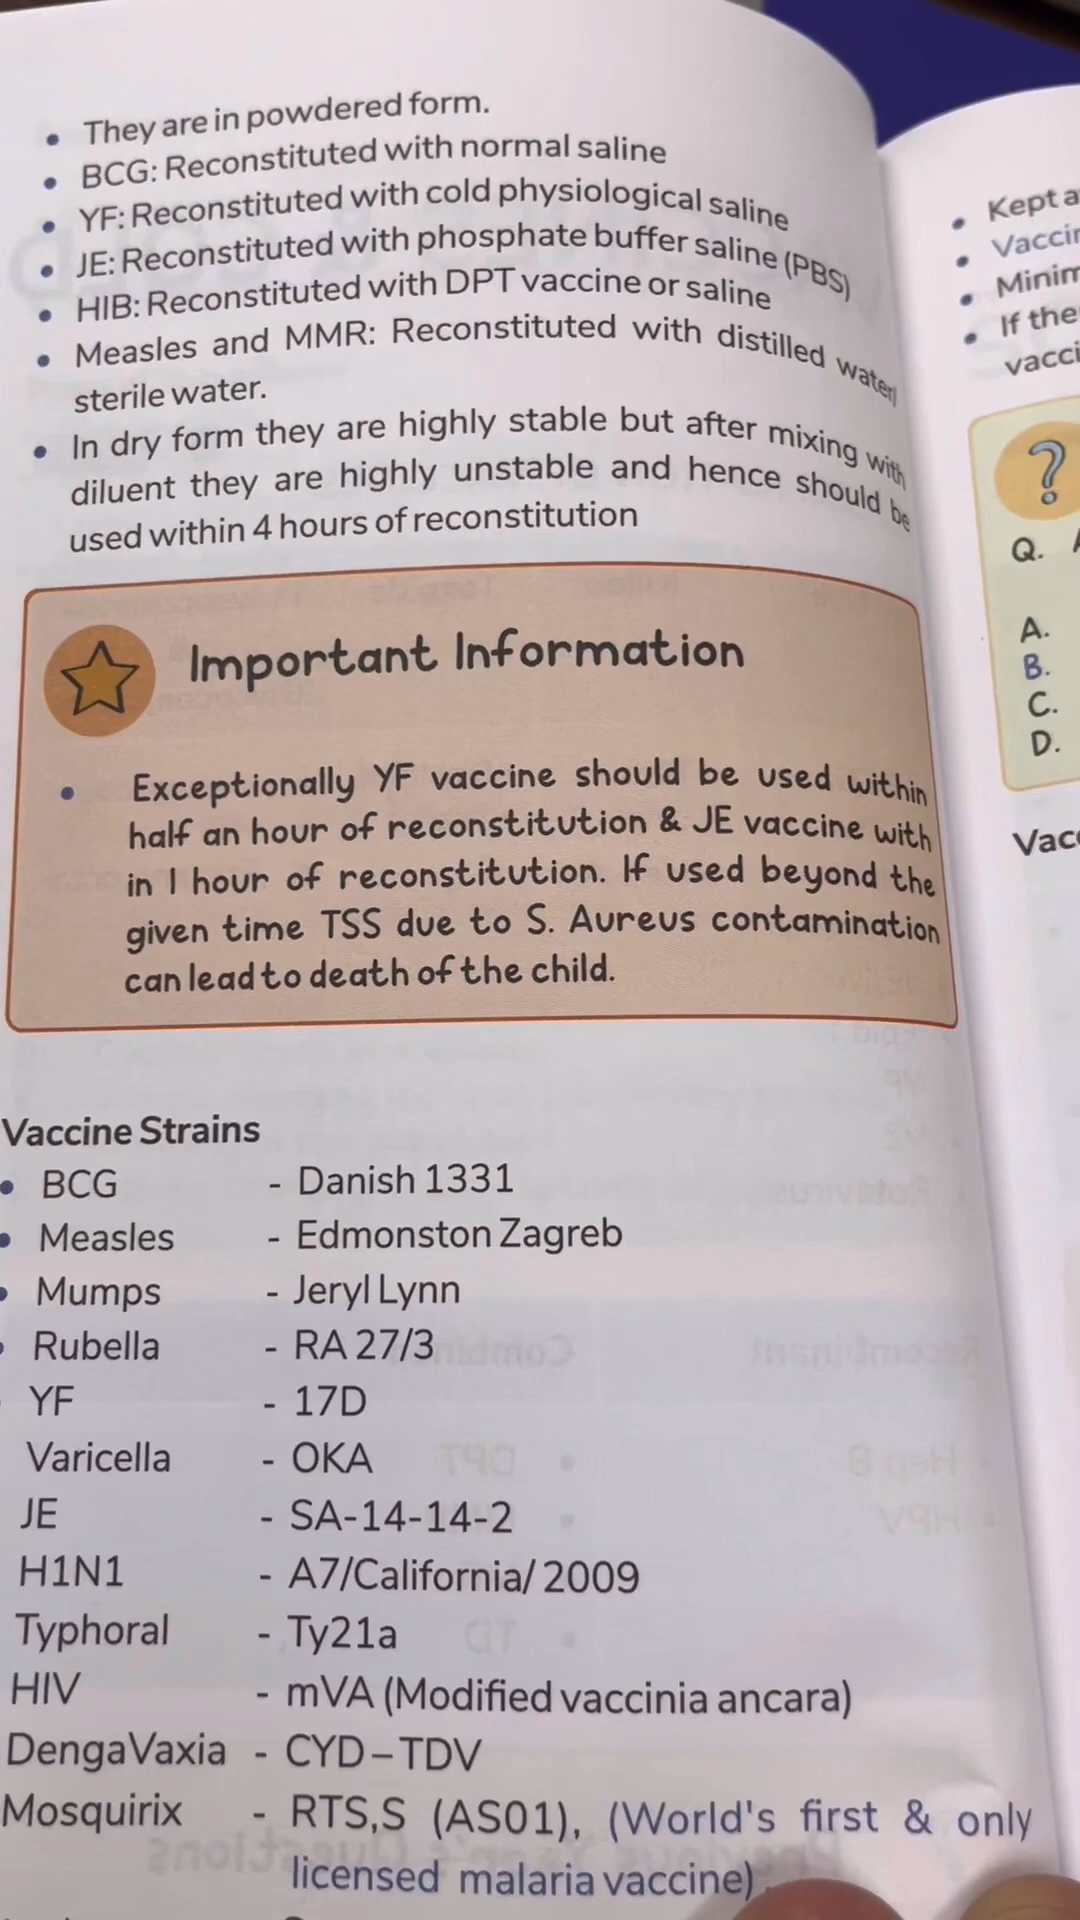 • They are in powdered form.
• BCG: Reconstituted with normal saline
• YF: Reconstituted with cold physiological saline
• JE: Reconstituted with phosphate buffer saline (PBS)
• HIB: Reconstituted with DPT vaccine or saline
• Measles and MMR: Reconstituted with distilled water/
sterile water.
• In dry form they are highly stable but after mixing with
diluent they are highly unstable and hence should be
used within 4 hours of reconstitution
Important Information
• Exceptionally YF vaccine should be used within
half an hour of reconstitution & JE vaccine with
in 1 hour of reconstitution. If used beyond the
given time TSS due to S. Aureus contamination
can lead to death of the child.
Vaccine Strains
• BCG - Danish 1331
• Measles - Edmonston Zagreb
• Mumps - Jeryl Lynn
• Rubella - RA 27/3
YF - 17D
Varicella - OKA
JE - SA-14-14-2
H1N1 - A7/California/ 2009
Typhoral - Ty21a
HIV - mVA (Modified vaccinia ancara)
DengaVaxia - CYD-TDV
Mosquirix - RTS,S (AS01), (World's first & only
licensed malaria vaccine)
• Kept a
• Vaccin
• Minim
• If the
vacci
?
Q.
A.
B.
C.
D.
Vacc